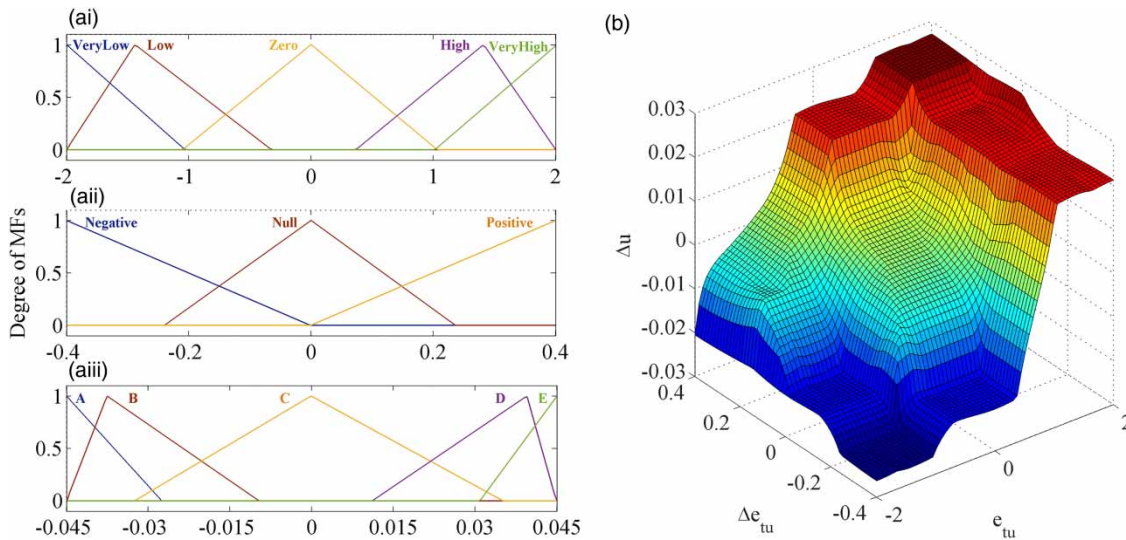 (ai)
VeryLow Low Zero High VeryHigh
1
0.5
0
-2 -1 0 1 2
(aii)
Negative Null Positive
1
0.5
0
-0.4 -0.2 0 0.2 0.4
(aiii)
A B C D E
1
0.5
0
-0.045 -0.03 -0.015 0 0.015 0.03 0.045
Degree of MFs
(b)
0.03
0.02
0.01
0
-0.01
-0.02
-0.03
Δu
0.4
0.2
0
-0.2
-0.4
Δe_tu
-2
0
2
e_tu